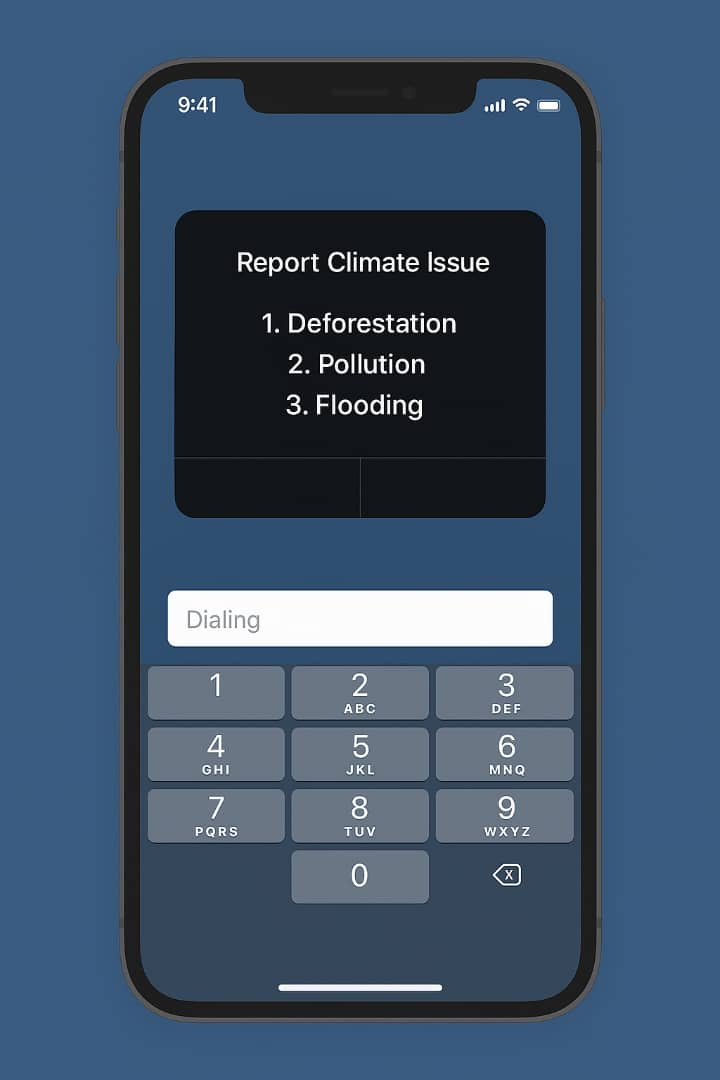 9:41
Report Climate Issue
1. Deforestation
2. Pollution
3. Flooding
Dialing
1 2 3
ABC DEF
4 5 6
GHI JKL MNQ
7 8 9
PQRS TUV WXYZ
0 X